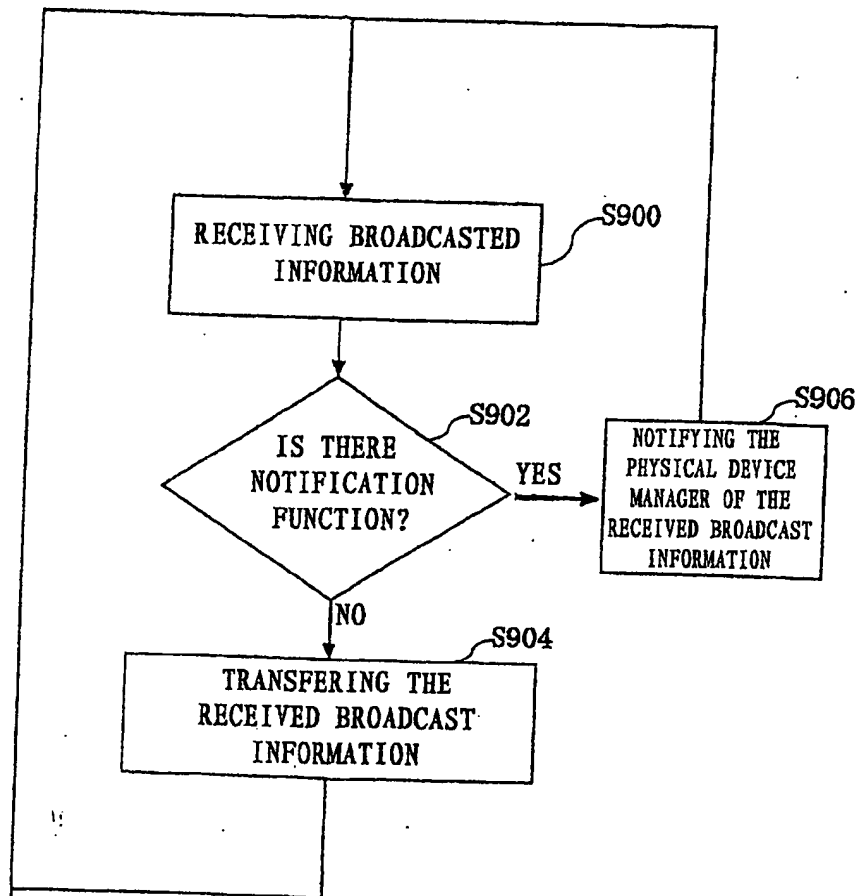 RECEIVING BROADCASTED
INFORMATION
S900
IS THERE
NOTIFICATION
FUNCTION?
S902
YES
NOTIFYING THE
PHYSICAL DEVICE
MANAGER OF THE
RECEIVED BROADCAST
INFORMATION
S906
NO
S904
TRANSFERING THE
RECEIVED BROADCAST
INFORMATION